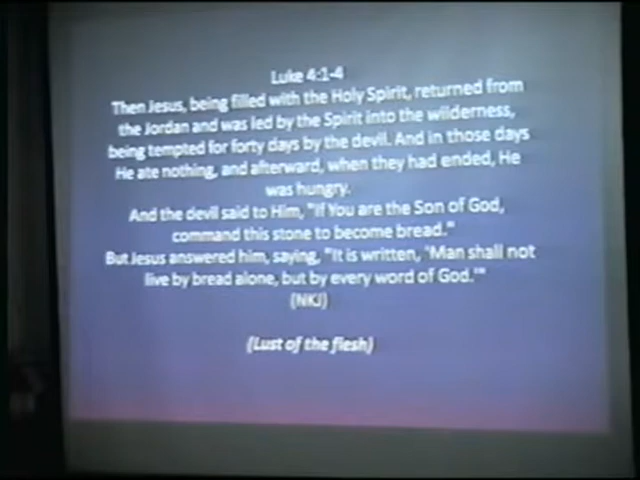 Luke 4:1-4
Then Jesus, being filled with the Holy Spirit, returned from
the Jordan and was led by the Spirit into the wilderness,
being tempted for forty days by the devil. And in those days
He ate nothing, and afterward, when they had ended, He
was hungry.
And the devil said to Him, "If You are the Son of God,
command this stone to become bread."
But Jesus answered him, saying, "It is written, 'Man shall not
live by bread alone, but by every word of God.'"
(NKJ)
(Lust of the flesh)